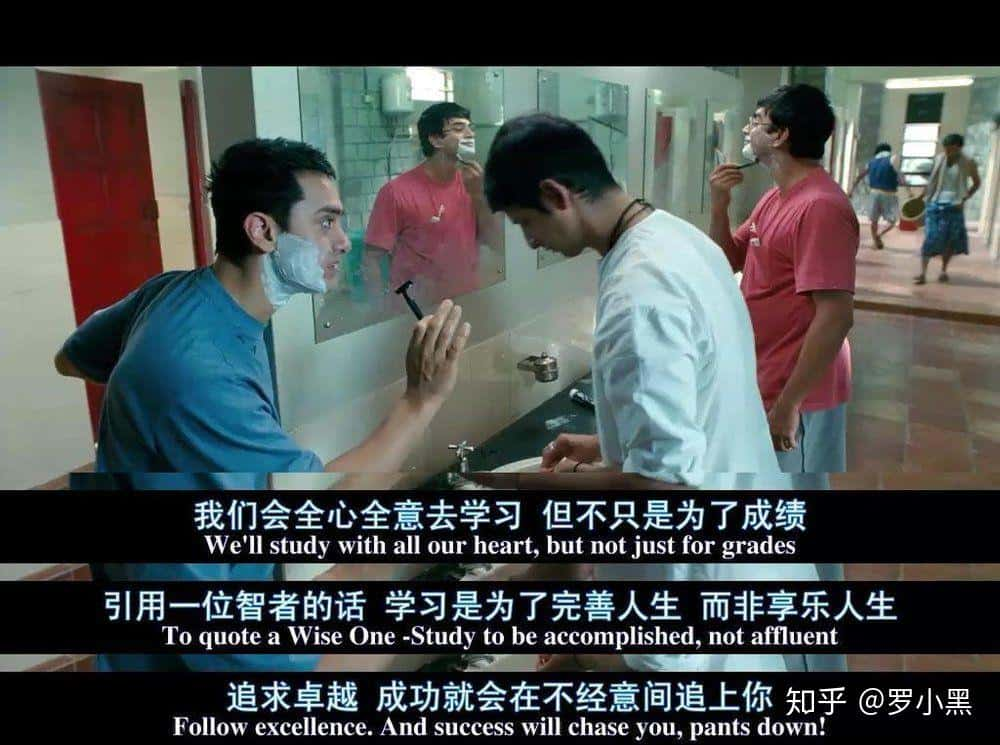 我们会全心全意去学习 但不只是为了成绩
We'll study with all our heart, but not just for grades
引用一位智者的话 学习是为了完善人生 而非享乐人生
To quote a Wise One -Study to be accomplished, not affluent
追求卓越 成功就会在不经意间追上你
知乎 @罗小黑
Follow excellence. And success will chase you, pants down!